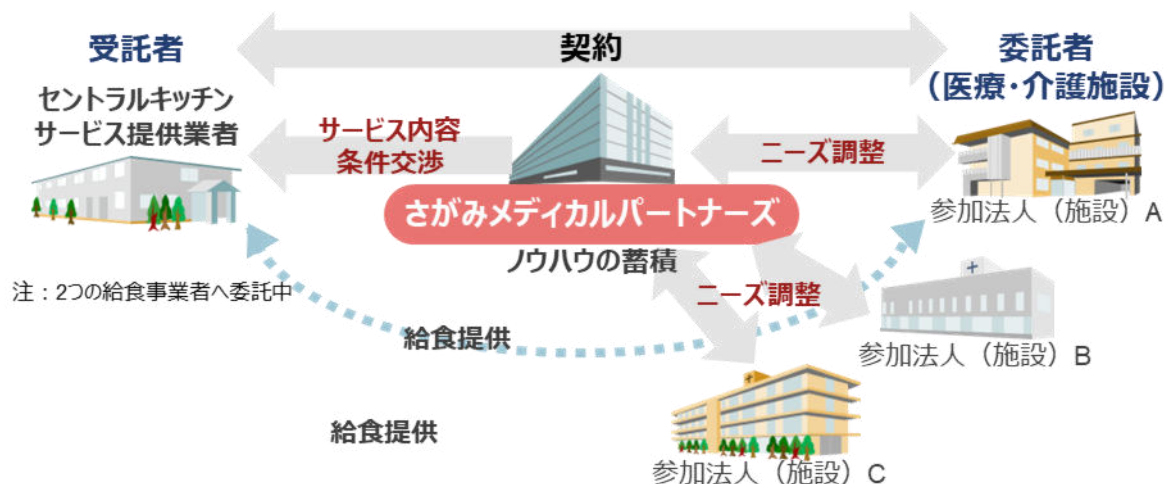 受託者
契約
委託者
（医療・介護施設）
セントラルキッチン
サービス提供業者
サービス内容
条件交渉
ニーズ調整
さがみメディカルパートナーズ
参加法人（施設）A
ノウハウの蓄積
注：2つの給食事業者へ委託中
ニーズ調整
給食提供
参加法人（施設）B
給食提供
参加法人（施設）C